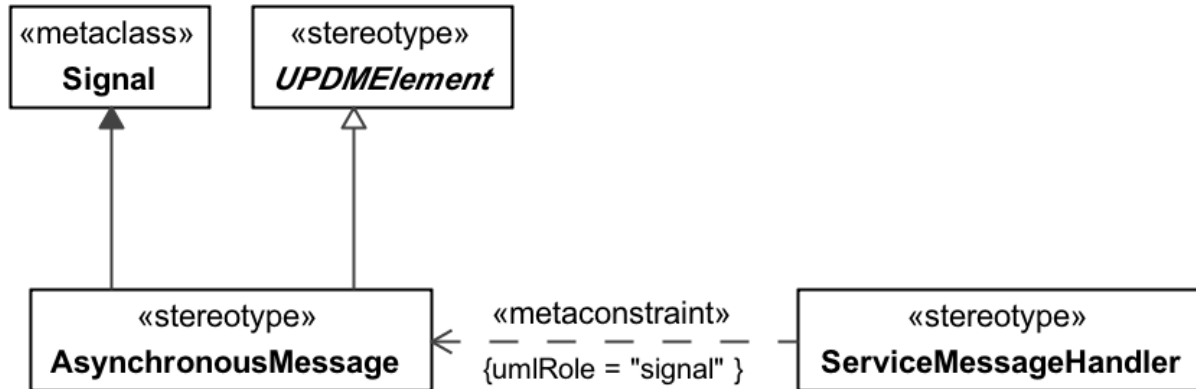 «metaclass»
Signal
«stereotype»
UPDMElement
«stereotype»
AsynchronousMessage
«metaconstraint»
{umlRole = "signal" }
«stereotype»
ServiceMessageHandler